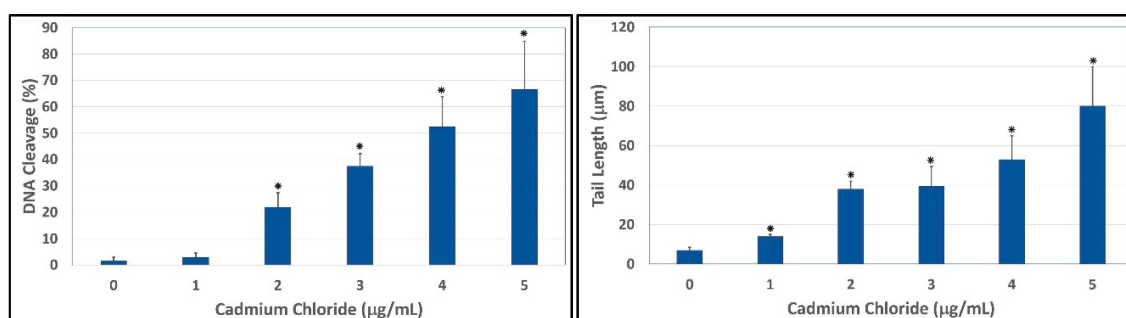 DNA Cleavage (%)
90
80
70
60
50
40
30
20
10
0
* * * *
0 1 2 3 4 5
Cadmium Chloride (µg/mL)
Tail Length (µm)
120
100
80
60
40
20
0
* * * * *
0 1 2 3 4 5
Cadmium Chloride (µg/mL)